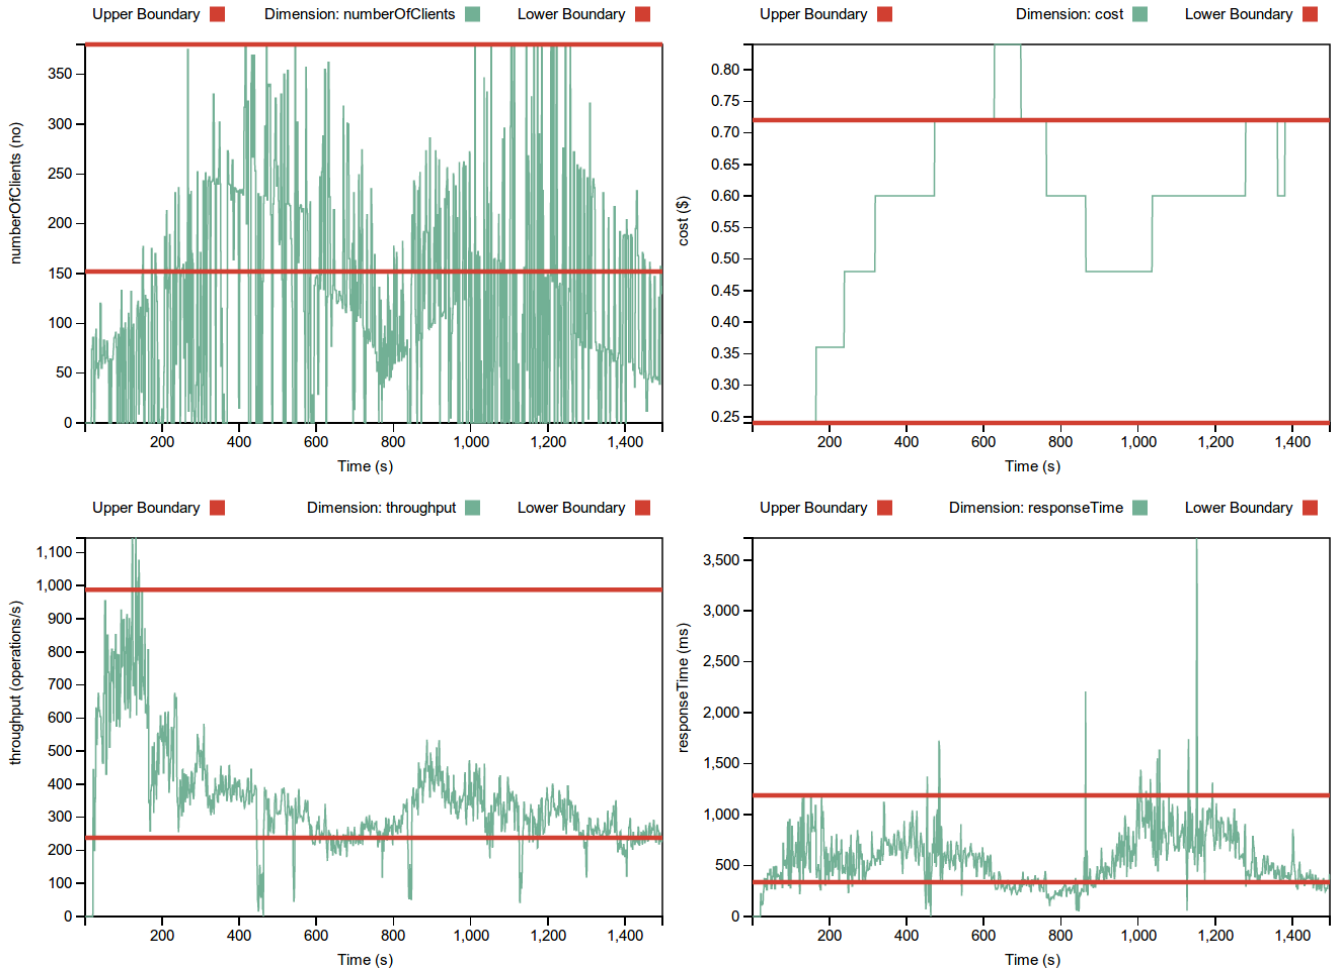 Upper Boundary Dimension: numberOfClients Lower Boundary
350
300
250
200
150
100
50
0
numberOfClients (no)
200 400 600 800 1,000 1,200 1,400
Time (s)
Upper Boundary Dimension: cost Lower Boundary
0.80
0.75
0.70
0.65
0.60
0.55
0.50
0.45
0.40
0.35
0.30
0.25
cost ($)
200 400 600 800 1,000 1,200 1,400
Time (s)
Upper Boundary Dimension: throughput Lower Boundary
1,100
1,000
900
800
700
600
500
400
300
200
100
0
throughput (operations/s)
200 400 600 800 1,000 1,200 1,400
Time (s)
Upper Boundary Dimension: responseTime Lower Boundary
3,500
3,000
2,500
2,000
1,500
1,000
500
0
responseTime (ms)
200 400 600 800 1,000 1,200 1,400
Time (s)